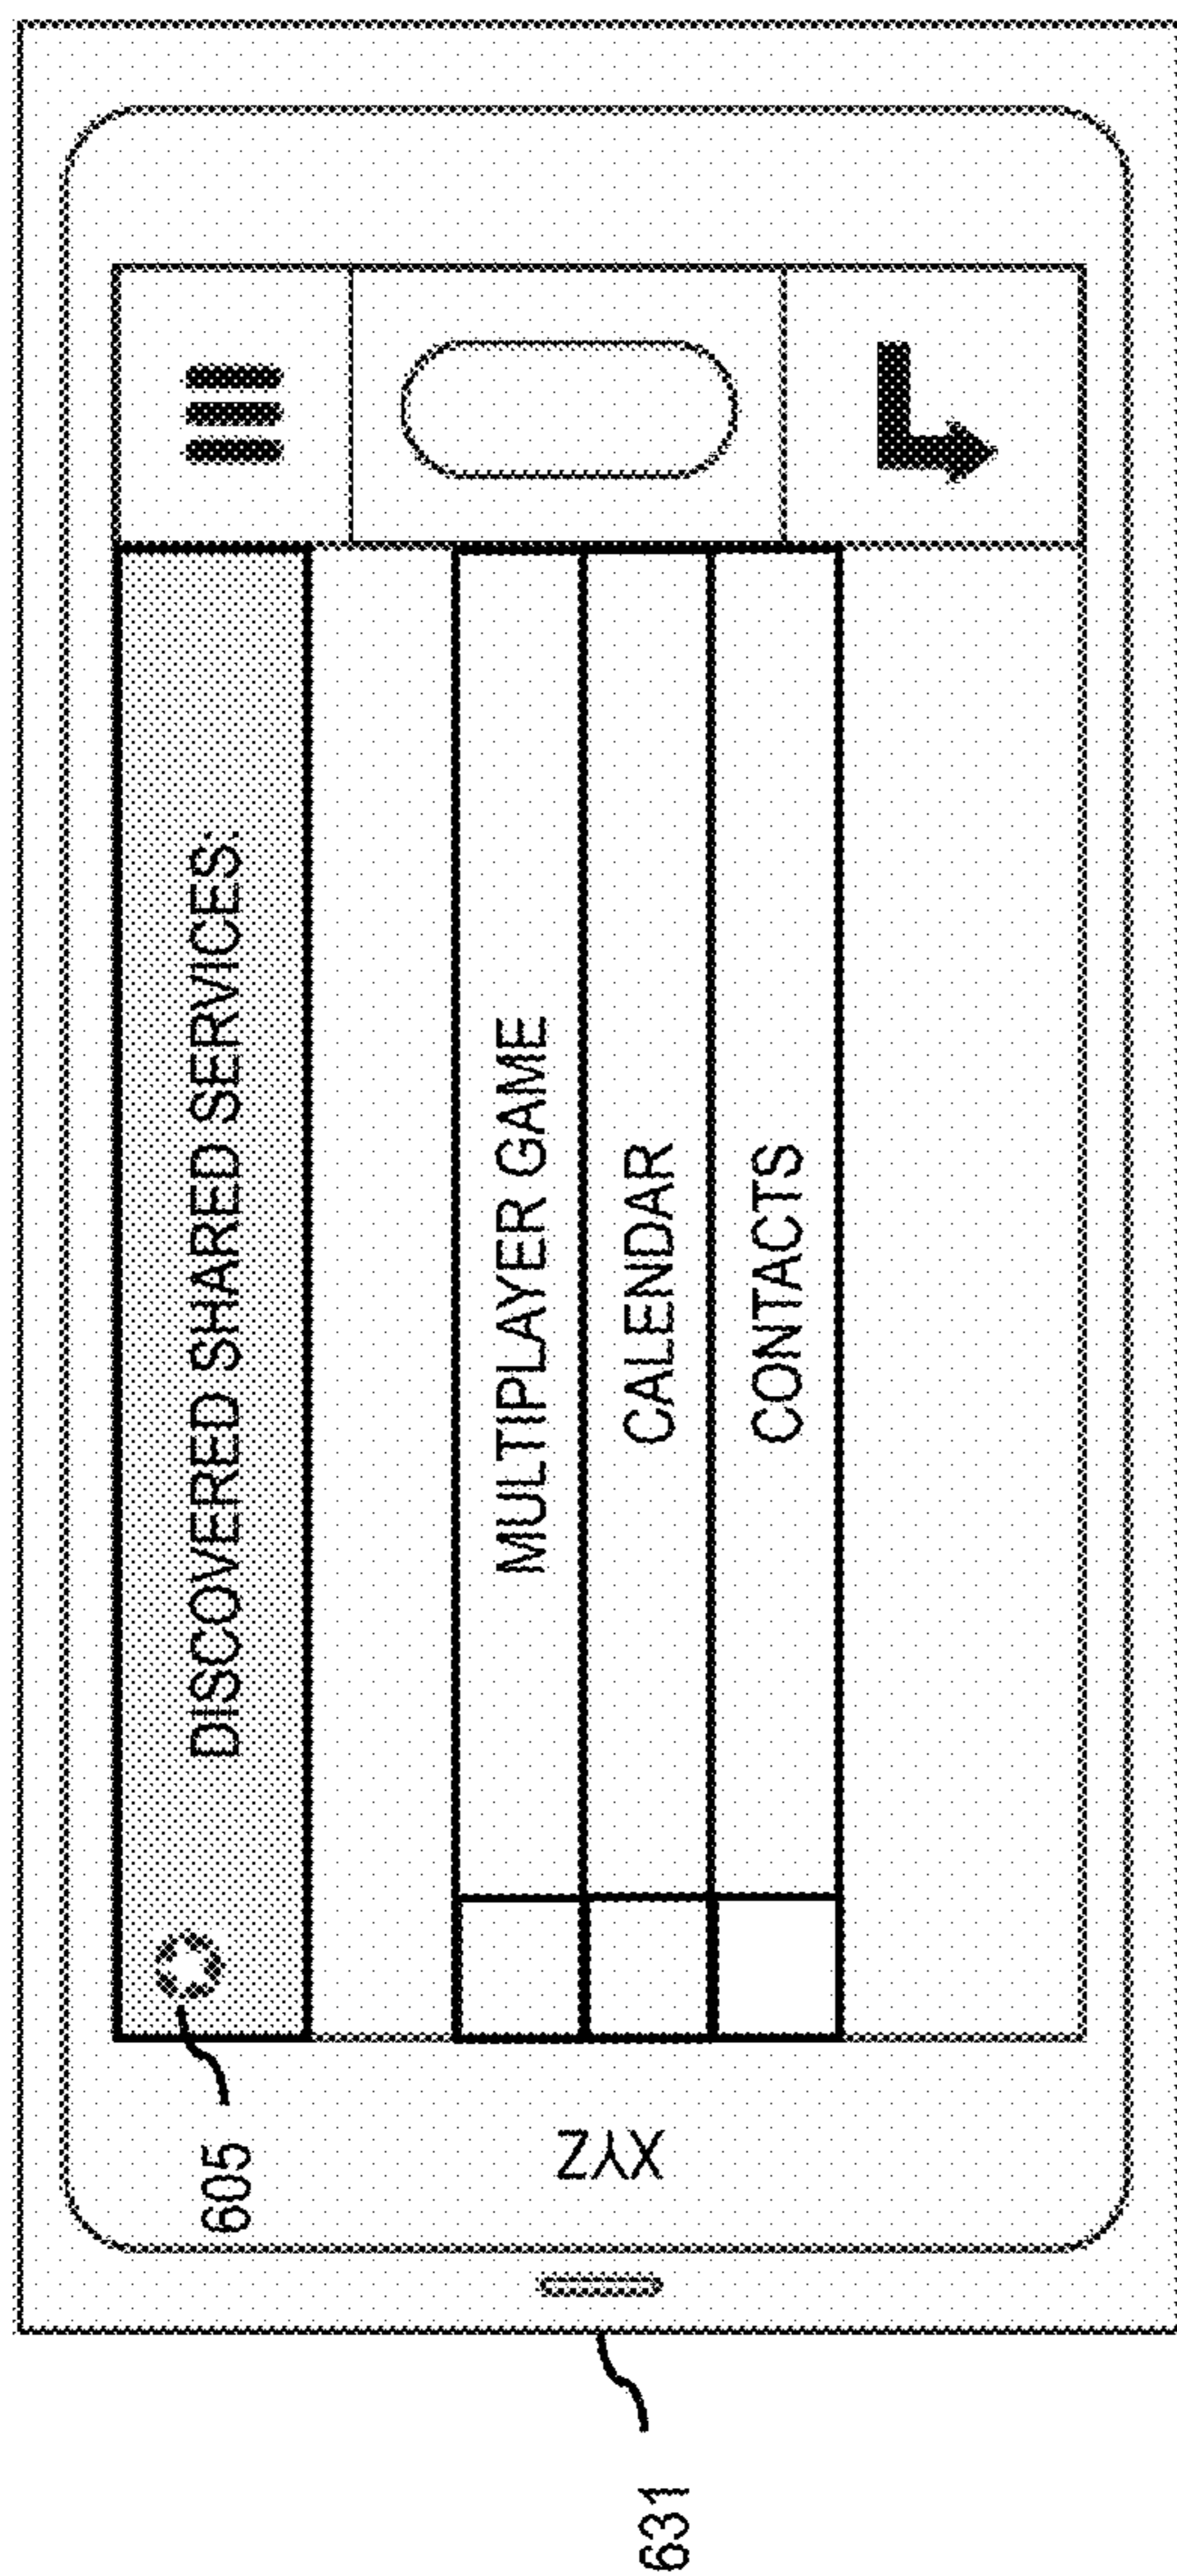 605
DISCOVERED SHARED SERVICES:
XYZ
MULTIPLAYER GAME
CALENDAR
CONTACTS
631